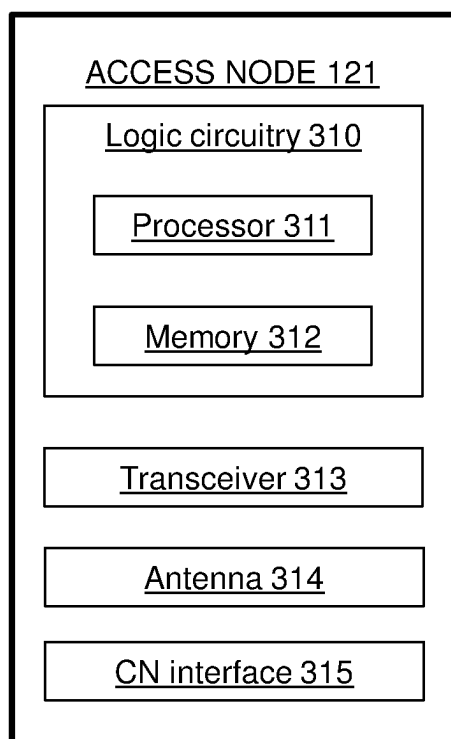 ACCESS NODE 121
Logic circuitry 310
Processor 311
Memory 312
Transceiver 313
Antenna 314
CN interface 315